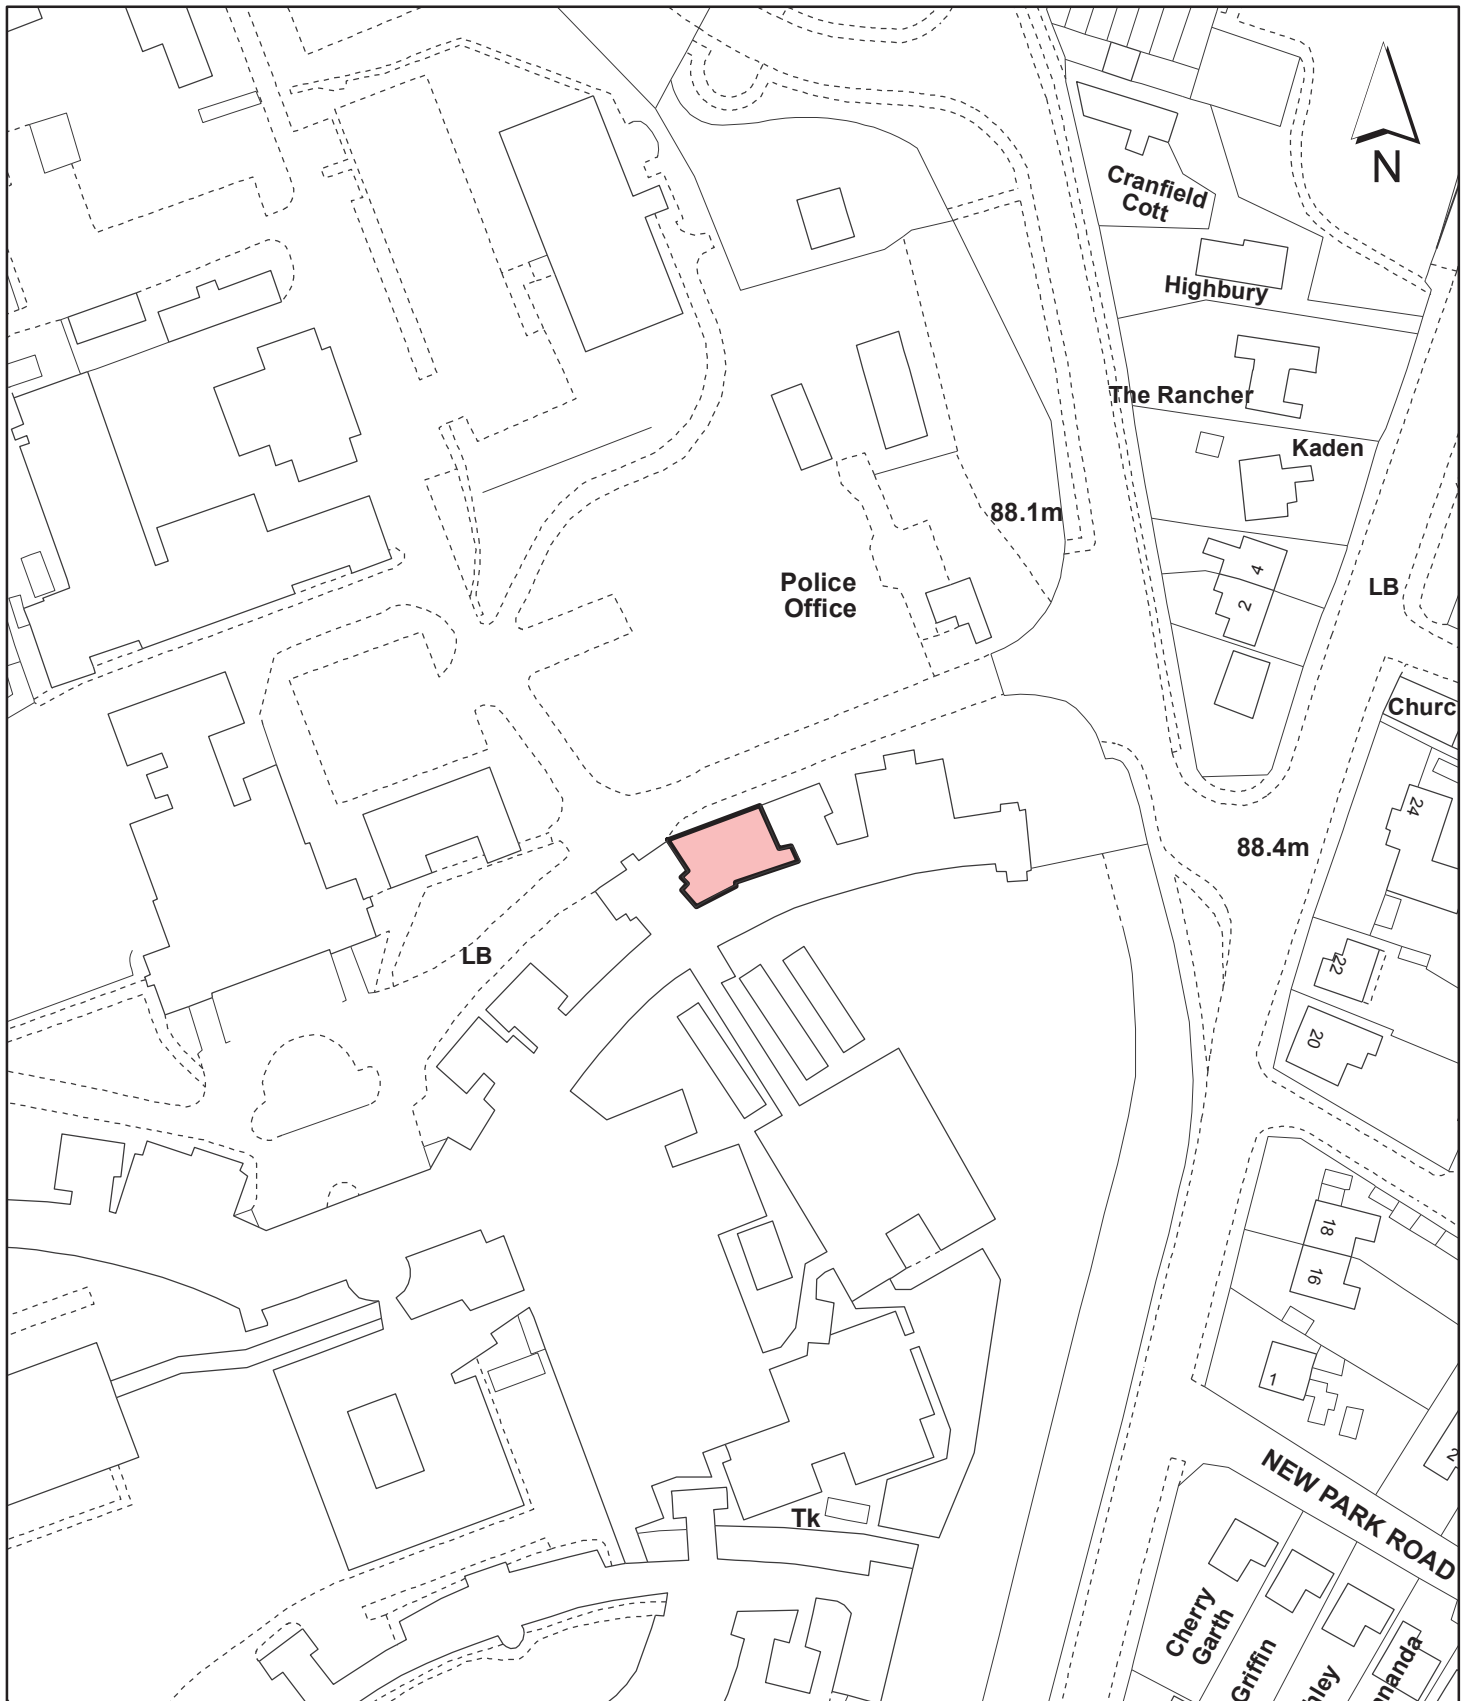 N
Cranfield
Cott
Highbury
The Rancher
Kaden
88.1m
4
2
LB
Police
Office
Churc
24
88.4m
22
LB
20
18
16
1
2
NEW PARK ROAD
Tk
Cherry
Garth
Griffin
nley
nanda